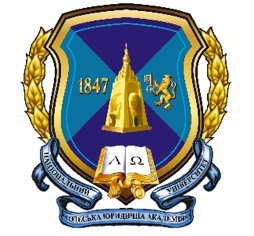 1847
Λ Ω
НАЦІОНАЛЬНИЙ УНІВЕРСИТЕТ
ОДЕСЬКА ЮРИДИЧНА АКАДЕМІЯ